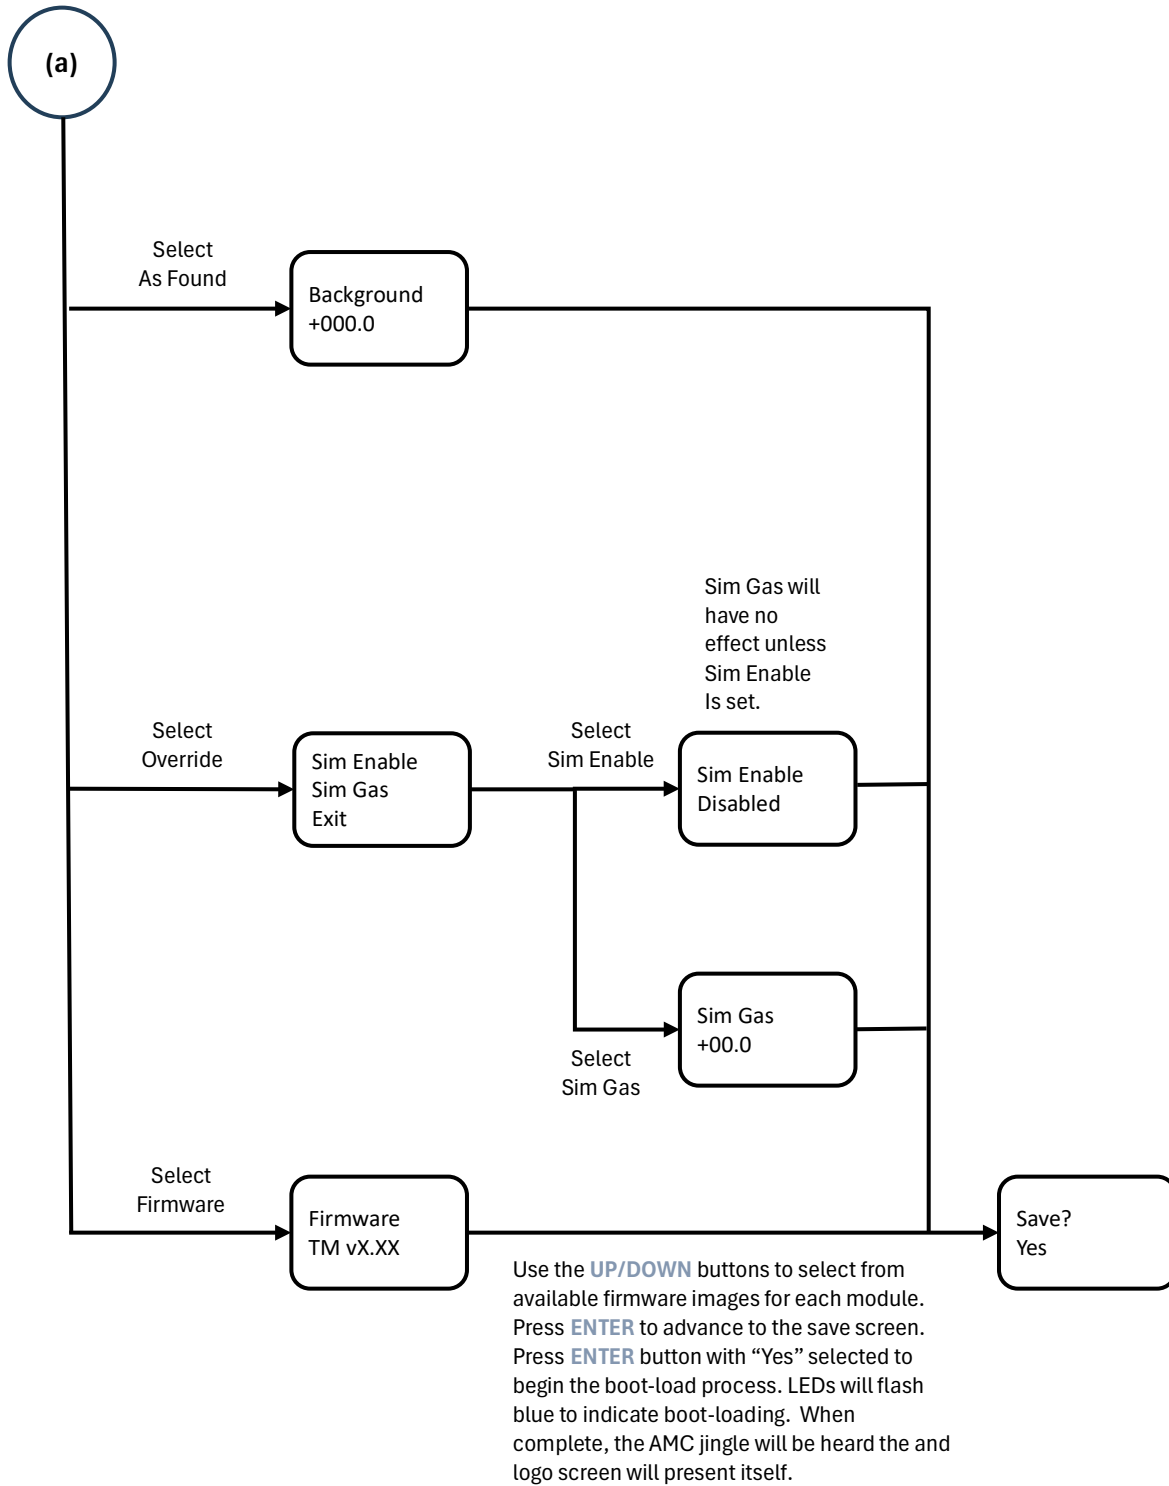 (a)
Select
As Found
Background
+000.0
Sim Gas will
have no
effect unless
Sim Enable
Is set.
Select
Override
Sim Enable
Sim Gas
Exit
Select
Sim Enable
Sim Enable
Disabled
Sim Gas
+00.0
Select
Sim Gas
Select
Firmware
Firmware
TM vX.XX
Save?
Yes
Use the UP/DOWN buttons to select from
available firmware images for each module.
Press ENTER to advance to the save screen.
Press ENTER button with “Yes” selected to
begin the boot-load process. LEDs will flash
blue to indicate boot-loading.  When
complete, the AMC jingle will be heard the and
logo screen will present itself.